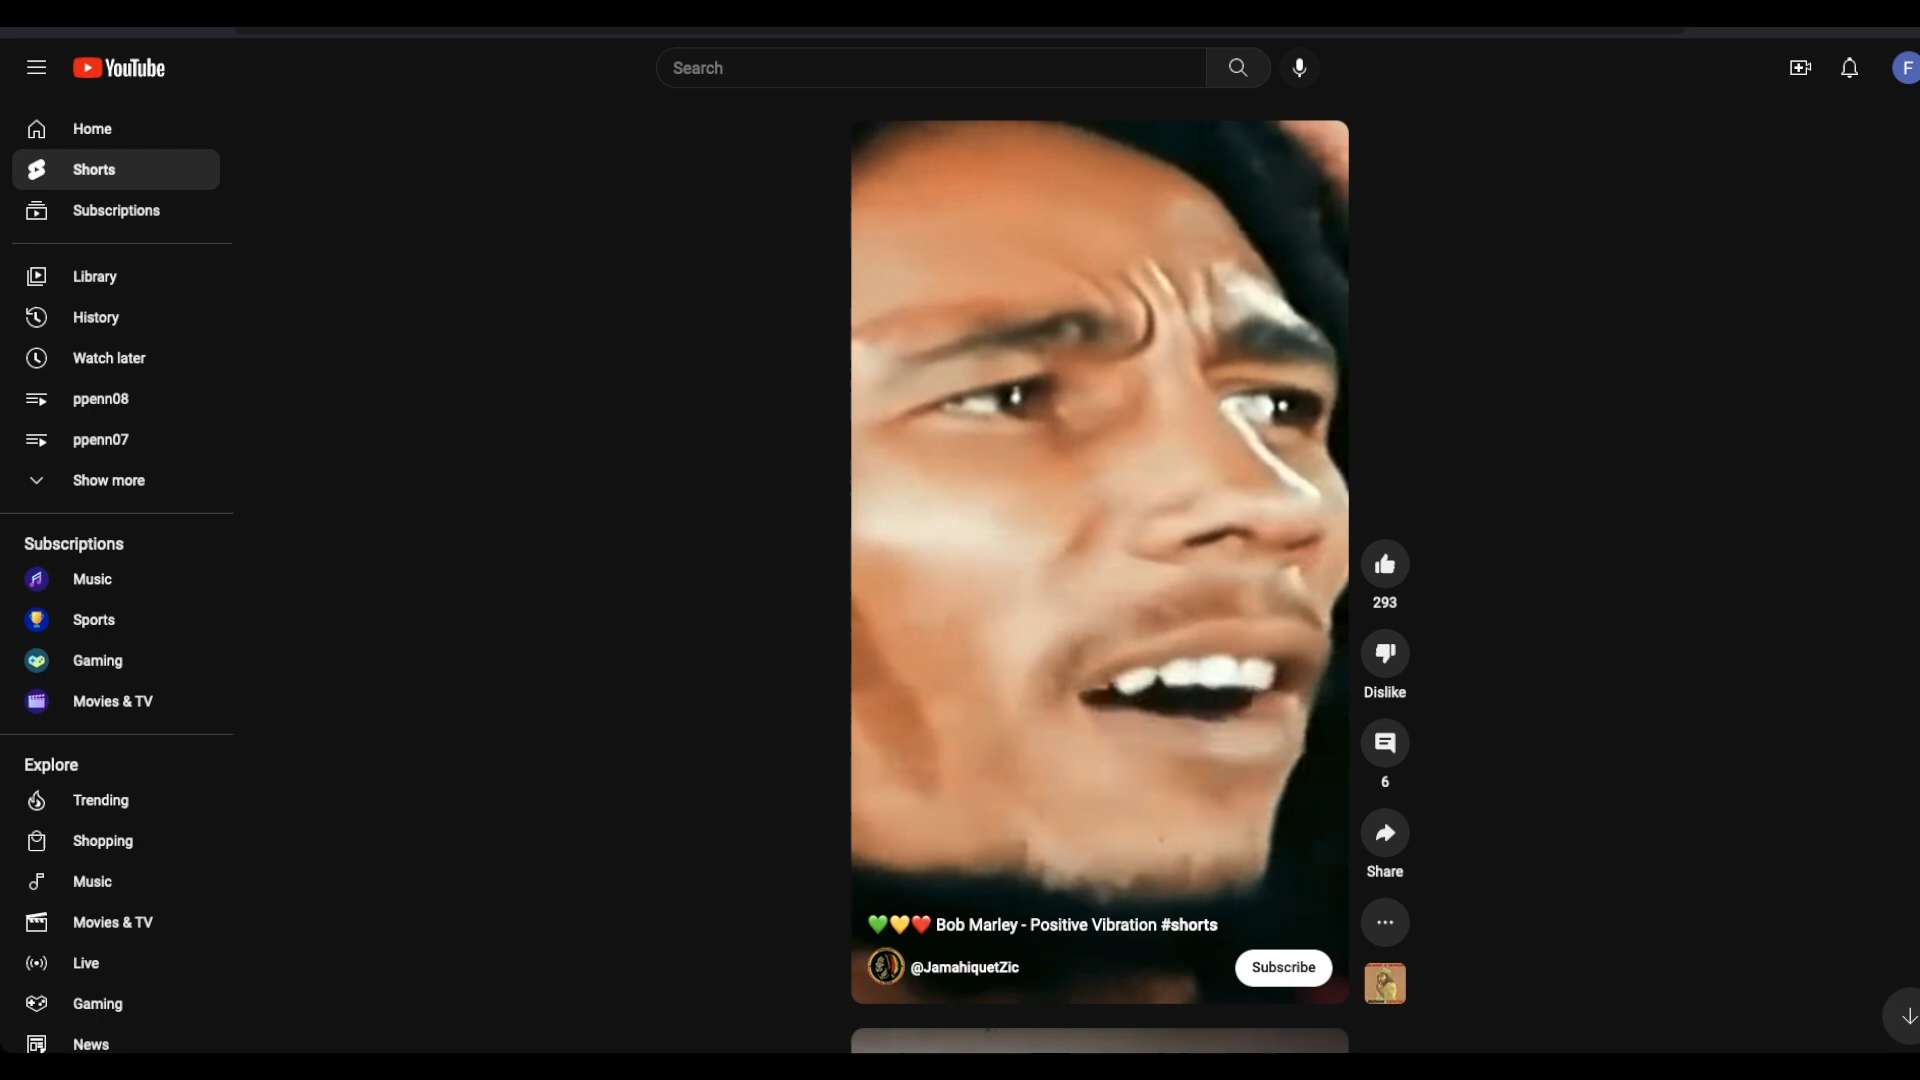 YouTube
Search
F
Home
Shorts
Subscriptions
Library
History
Watch later
ppenn08
ppenn07
Show more
Subscriptions
Music
Sports
Gaming
Movies & TV
Explore
Trending
Shopping
Music
Movies & TV
Live
Gaming
News
293
Dislike
6
Share
💚💛❤️ Bob Marley - Positive Vibration #shorts
@JamahiquetZic
Subscribe